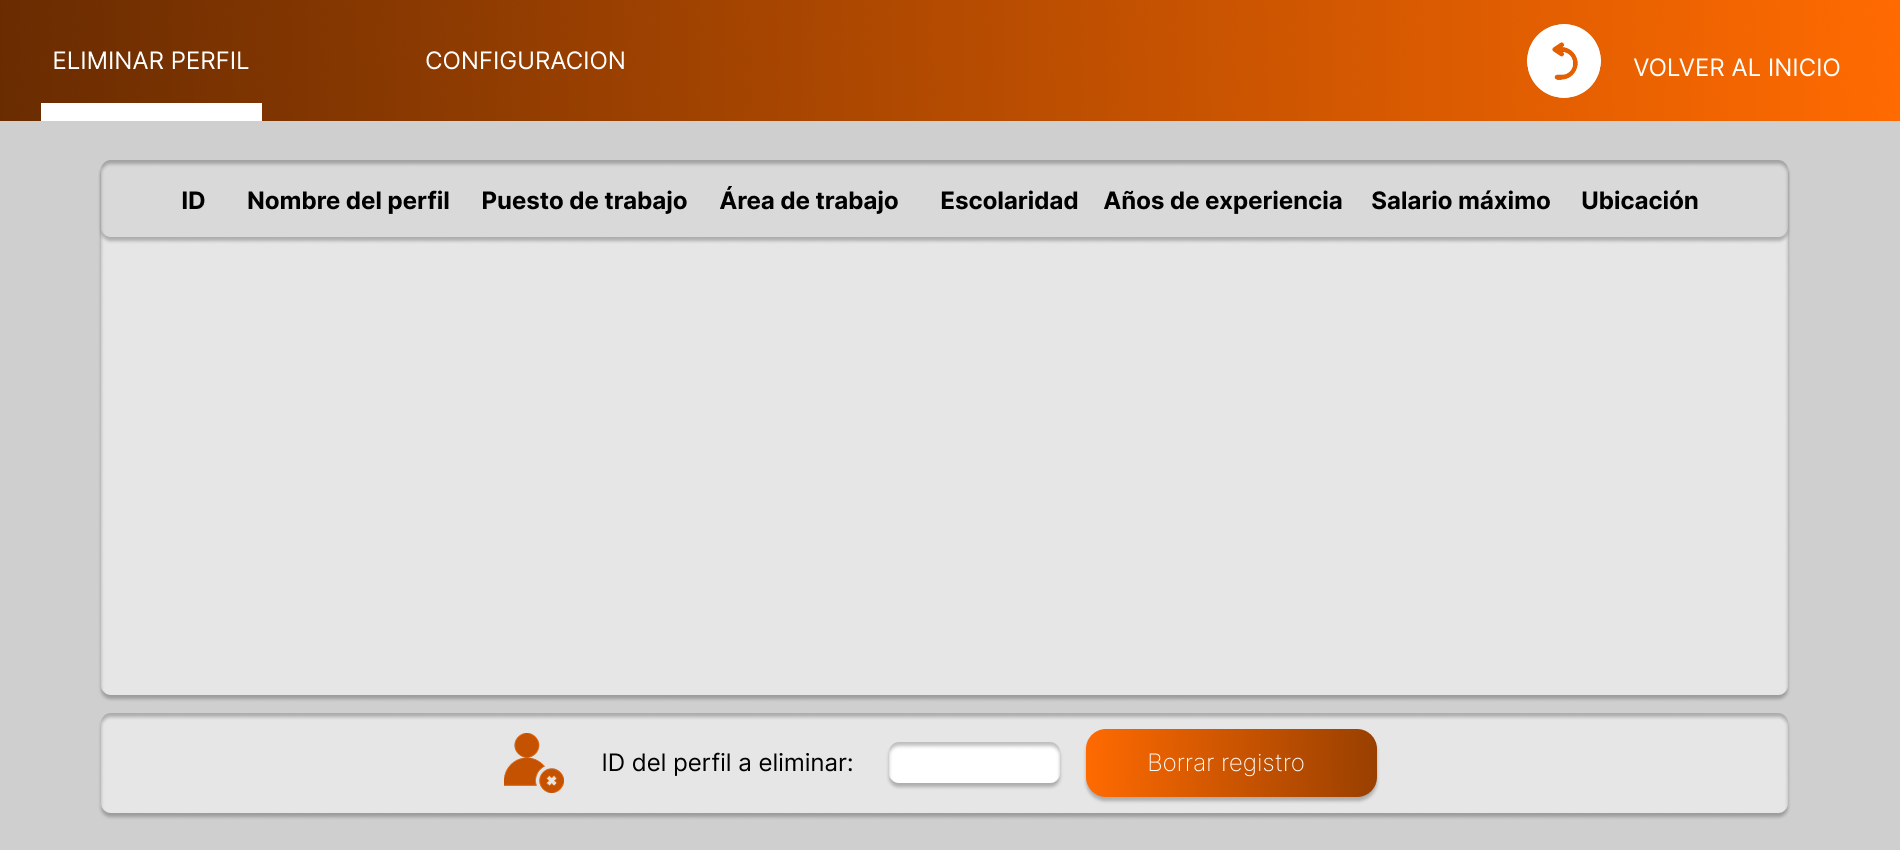 ELIMINAR PERFIL CONFIGURACION VOLVER AL INICIO
ID Nombre del perfil Puesto de trabajo Área de trabajo Escolaridad Años de experiencia Salario máximo Ubicación
ID del perfil a eliminar: Borrar registro